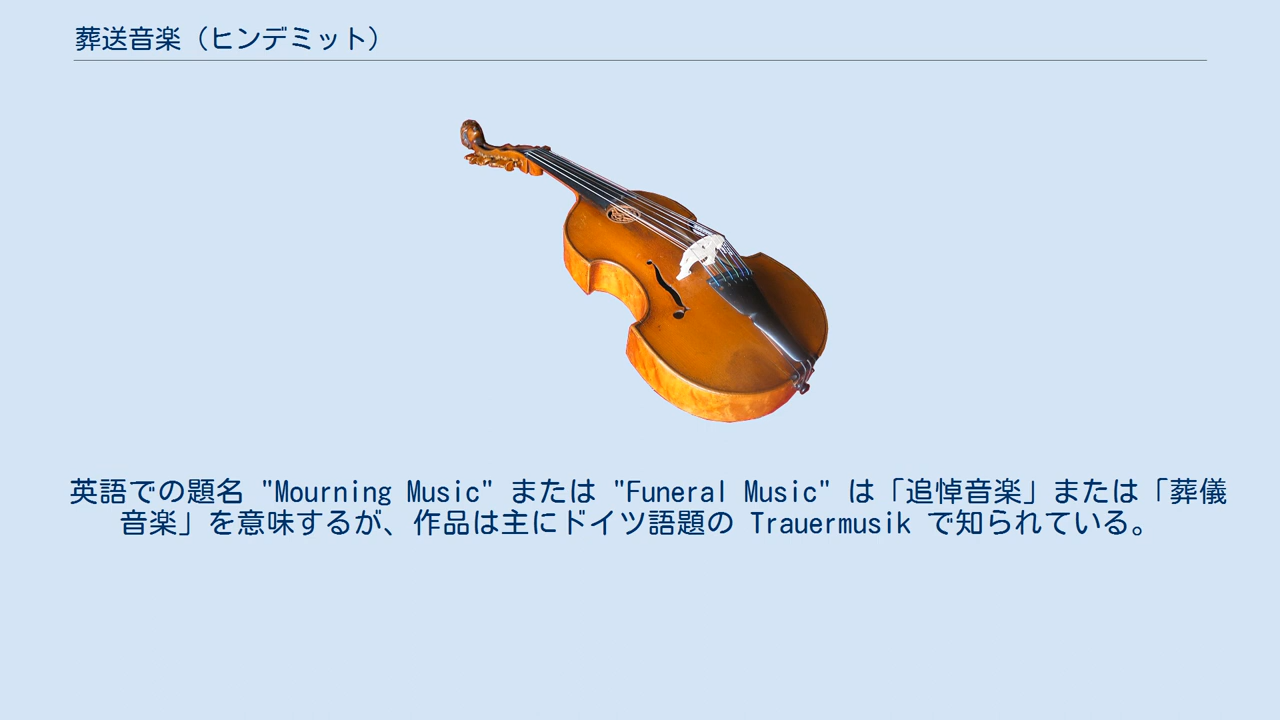 葬送音楽（ヒンデミット）
英語での題名 "Mourning Music" または "Funeral Music" は「追悼音楽」または「葬儀
音楽」を意味するが、作品は主にドイツ語題の Trauermusik で知られている。